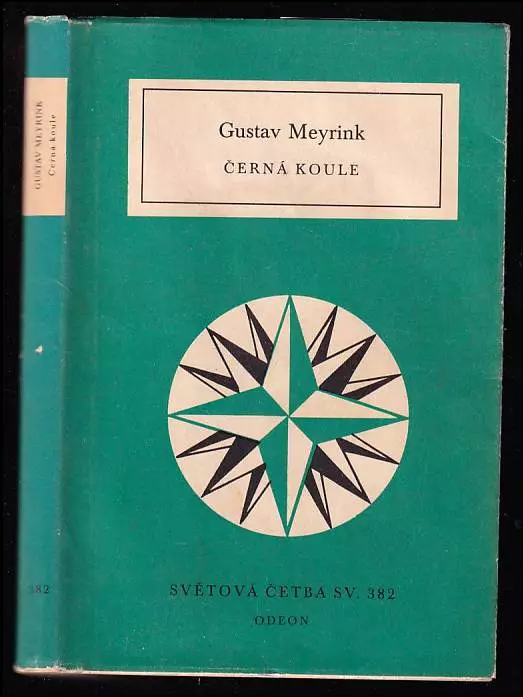 GUSTAV MEYRINK
Černá koule
382
Gustav Meyrink
ČERNÁ KOULE
SVĚTOVÁ ČETBA SV. 382
ODEON